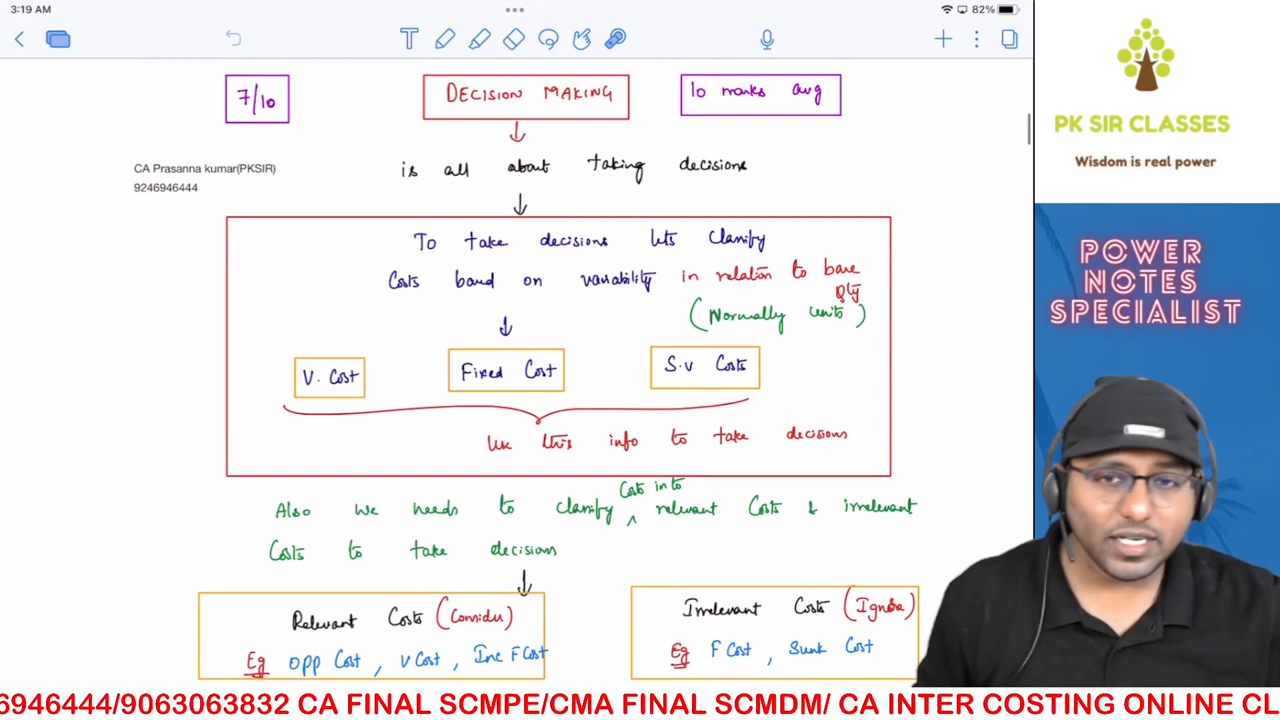 3:19 AM
82%
7/10
DECISION MAKING
10 marks avg
is all about taking decisions
CA Prasanna kumar(PKSIR)
9246946444
To take decisions lets Classify
Costs based on variability in relation to base
Qty
(Normally units)
V. Cost
Fixed Cost
S.V Costs
Use this info to take decisions
Costs into
Also we needs to classify ^ relevant Costs & irrelevant
Costs to take decisions
Relevant Costs (Consider)
Eg Opp Cost, V Cost, Inc F Cost
Irrelevant Costs (Ignore)
Eg F Cost, Sunk Cost
PK SIR CLASSES
Wisdom is real power
POWER
NOTES
SPECIALIST
6946444/9063063832 CA FINAL SCMPE/CMA FINAL SCMDM/ CA INTER COSTING ONLINE CL